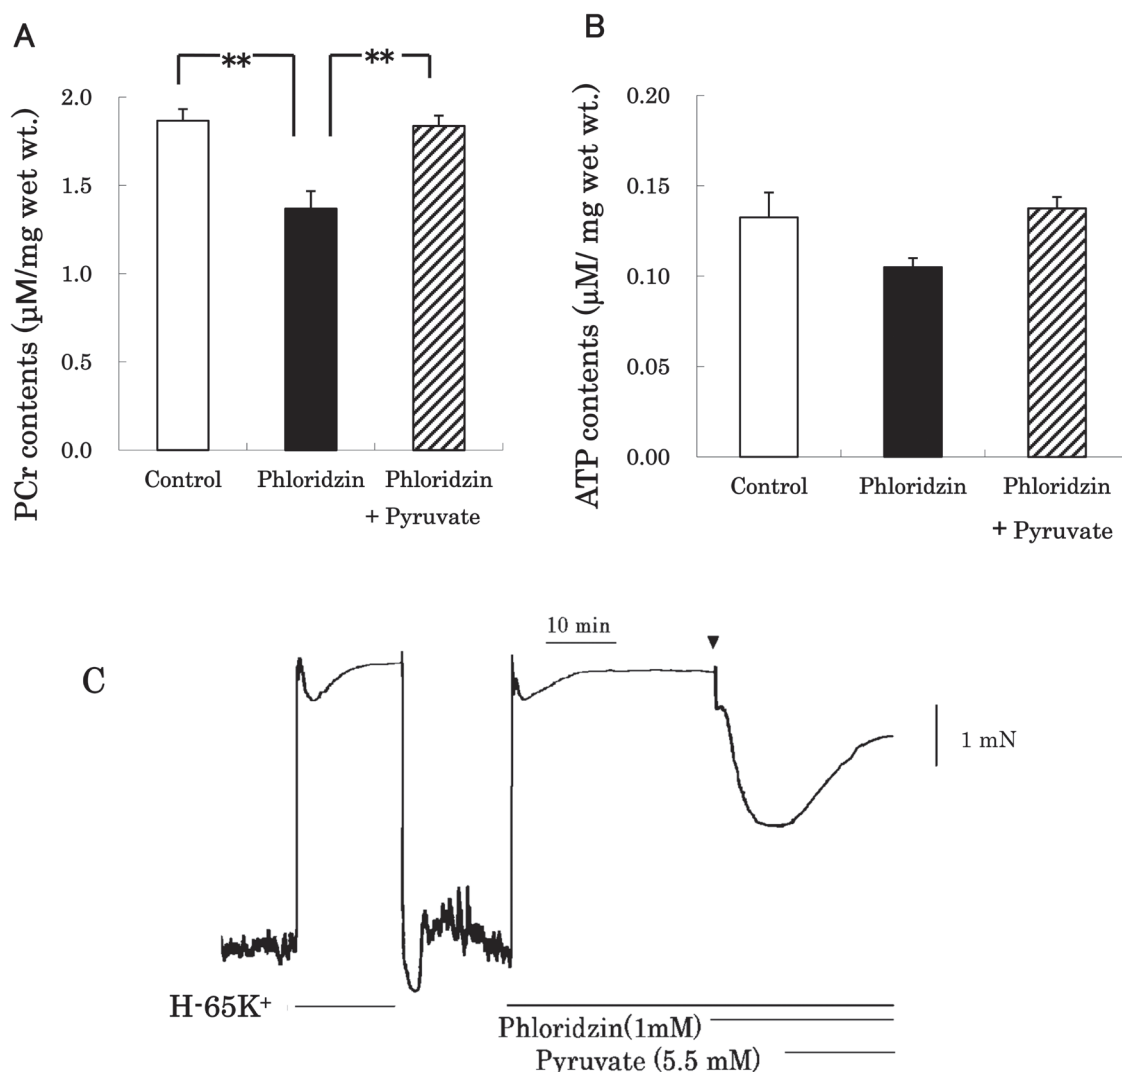 A
** **
PCr contents (µM/mg wet wt.)
2.0
1.5
1.0
0.5
0.0
Control Phloridzin Phloridzin
+ Pyruvate
B
ATP contents (µM/ mg wet wt.)
0.20
0.15
0.10
0.05
0.00
Control Phloridzin Phloridzin
+ Pyruvate
C
10 min
1 mN
H-65K⁺
Phloridzin(1mM)
Pyruvate (5.5 mM)